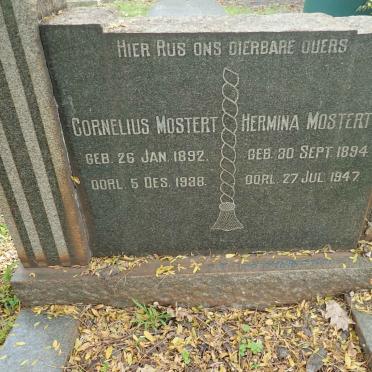 HIER RUS ONS DIERBARE OUERS
CORNELIUS MOSTERT
GEB. 26 JAN. 1892.
OORL. 5 DES. 1938.
HERMINA MOSTERT
GEB. 30 SEPT. 1894
OORL. 27 JUL. 1947